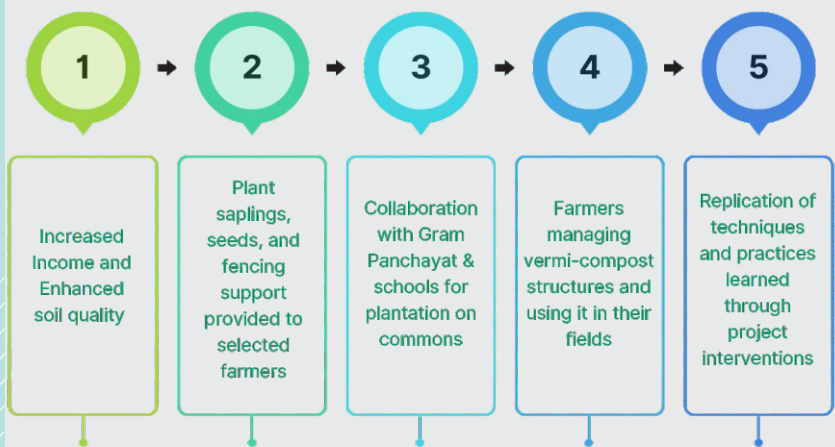 1
2
3
4
5
Increased
Income and
Enhanced
soil quality
Plant
saplings,
seeds, and
fencing
support
provided to
selected
farmers
Collaboration
with Gram
Panchayat &
schools for
plantation on
commons
Farmers
managing
vermi-compost
structures and
using it in their
fields
Replication of
techniques
and practices
learned
through
project
interventions